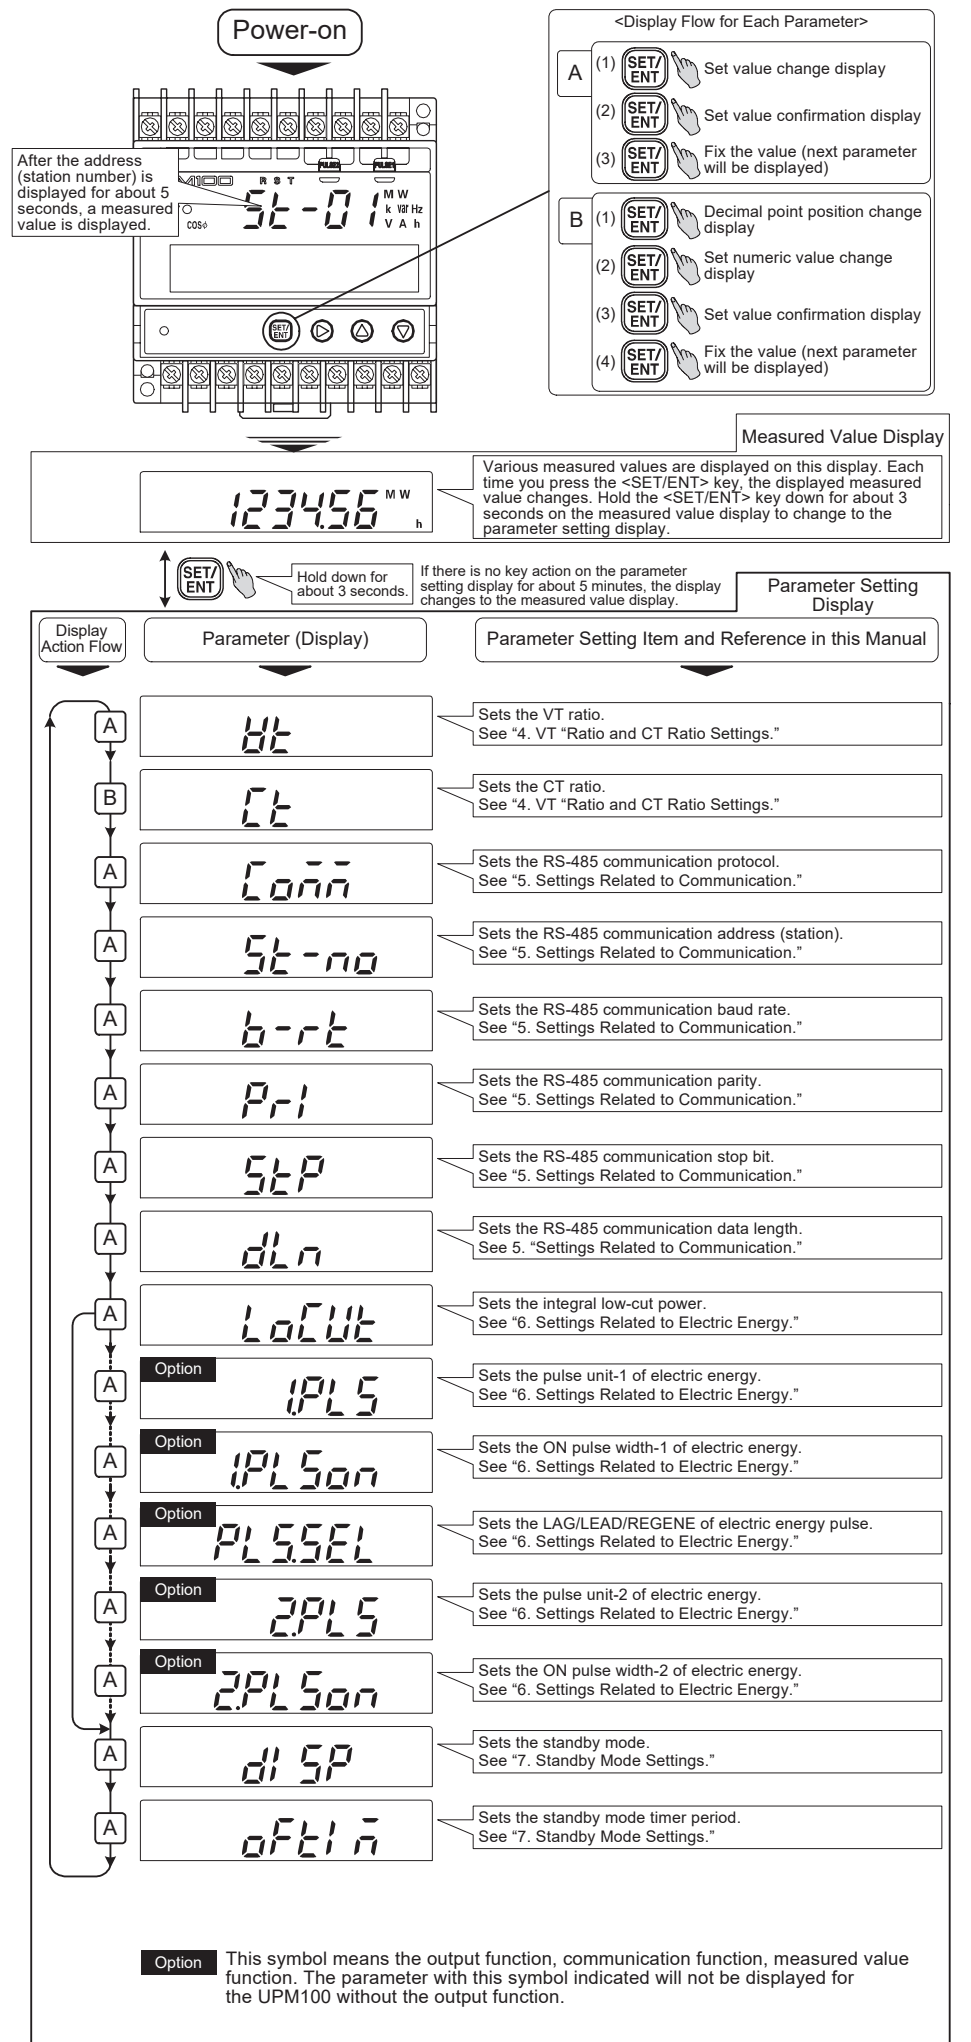 Power-on
<Display Flow for Each Parameter>
A
(1) SET/ ENT Set value change display
(2) SET/ ENT Set value confirmation display
(3) SET/ ENT Fix the value (next parameter
will be displayed)
B
(1) SET/ ENT Decimal point position change
display
(2) SET/ ENT Set numeric value change
display
(3) SET/ ENT Set value confirmation display
(4) SET/ ENT Fix the value (next parameter
will be displayed)
After the address
(station number) is
displayed for about 5
seconds, a measured
value is displayed.
PULSE2 PULSE1
M100
R S T
St-01
M W
k var Hz
V A h
cosφ
SET/
ENT
Measured Value Display
123456 M W
h
Various measured values are displayed on this display. Each
time you press the <SET/ENT> key, the displayed measured
value changes. Hold the <SET/ENT> key down for about 3
seconds on the measured value display to change to the
parameter setting display.
SET/
ENT
Hold down for
about 3 seconds.
If there is no key action on the parameter
setting display for about 5 minutes, the display
changes to the measured value display.
Parameter Setting
Display
Display
Action Flow
Parameter (Display)
Parameter Setting Item and Reference in this Manual
A
Vt
Sets the VT ratio.
See “4. VT “Ratio and CT Ratio Settings.”
B
Ct
Sets the CT ratio.
See “4. VT “Ratio and CT Ratio Settings.”
A
Comm
Sets the RS-485 communication protocol.
See “5. Settings Related to Communication.”
A
St-no
Sets the RS-485 communication address (station).
See “5. Settings Related to Communication.”
A
b-rt
Sets the RS-485 communication baud rate.
See “5. Settings Related to Communication.”
A
PrI
Sets the RS-485 communication parity.
See “5. Settings Related to Communication.”
A
StP
Sets the RS-485 communication stop bit.
See “5. Settings Related to Communication.”
A
dLn
Sets the RS-485 communication data length.
See 5. “Settings Related to Communication.”
A
LoCUt
Sets the integral low-cut power.
See “6. Settings Related to Electric Energy.”
A
Option
1.PLS
Sets the pulse unit-1 of electric energy.
See “6. Settings Related to Electric Energy.”
A
Option
1.PLSon
Sets the ON pulse width-1 of electric energy.
See “6. Settings Related to Electric Energy.”
A
Option
PLS.SEL
Sets the LAG/LEAD/REGENE of electric energy pulse.
See “6. Settings Related to Electric Energy.”
A
Option
2.PLS
Sets the pulse unit-2 of electric energy.
See “6. Settings Related to Electric Energy.”
A
Option
2.PLSon
Sets the ON pulse width-2 of electric energy.
See “6. Settings Related to Electric Energy.”
A
dISP
Sets the standby mode.
See “7. Standby Mode Settings.”
A
oFtIm
Sets the standby mode timer period.
See “7. Standby Mode Settings.”
Option This symbol means the output function, communication function, measured value
function. The parameter with this symbol indicated will not be displayed for
the UPM100 without the output function.